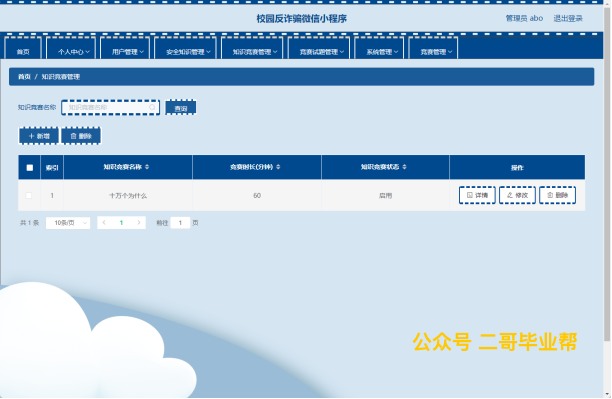 校园反诈骗微信小程序
管理员 abo 退出登录
首页 个人中心 用户管理 安全知识管理 知识竞赛管理 竞赛试题管理 系统管理 竞赛管理
首页 / 知识竞赛管理
知识竞赛名称 知识竞赛名称 查询
+ 新增 删除
索引 知识竞赛名称 竞赛时长(分钟) 知识竞赛状态 操作
1 十万个为什么 60 启用 详情 修改 删除
共 1 条 10条/页 < 1 > 前往 1 页
公众号 二哥毕业帮